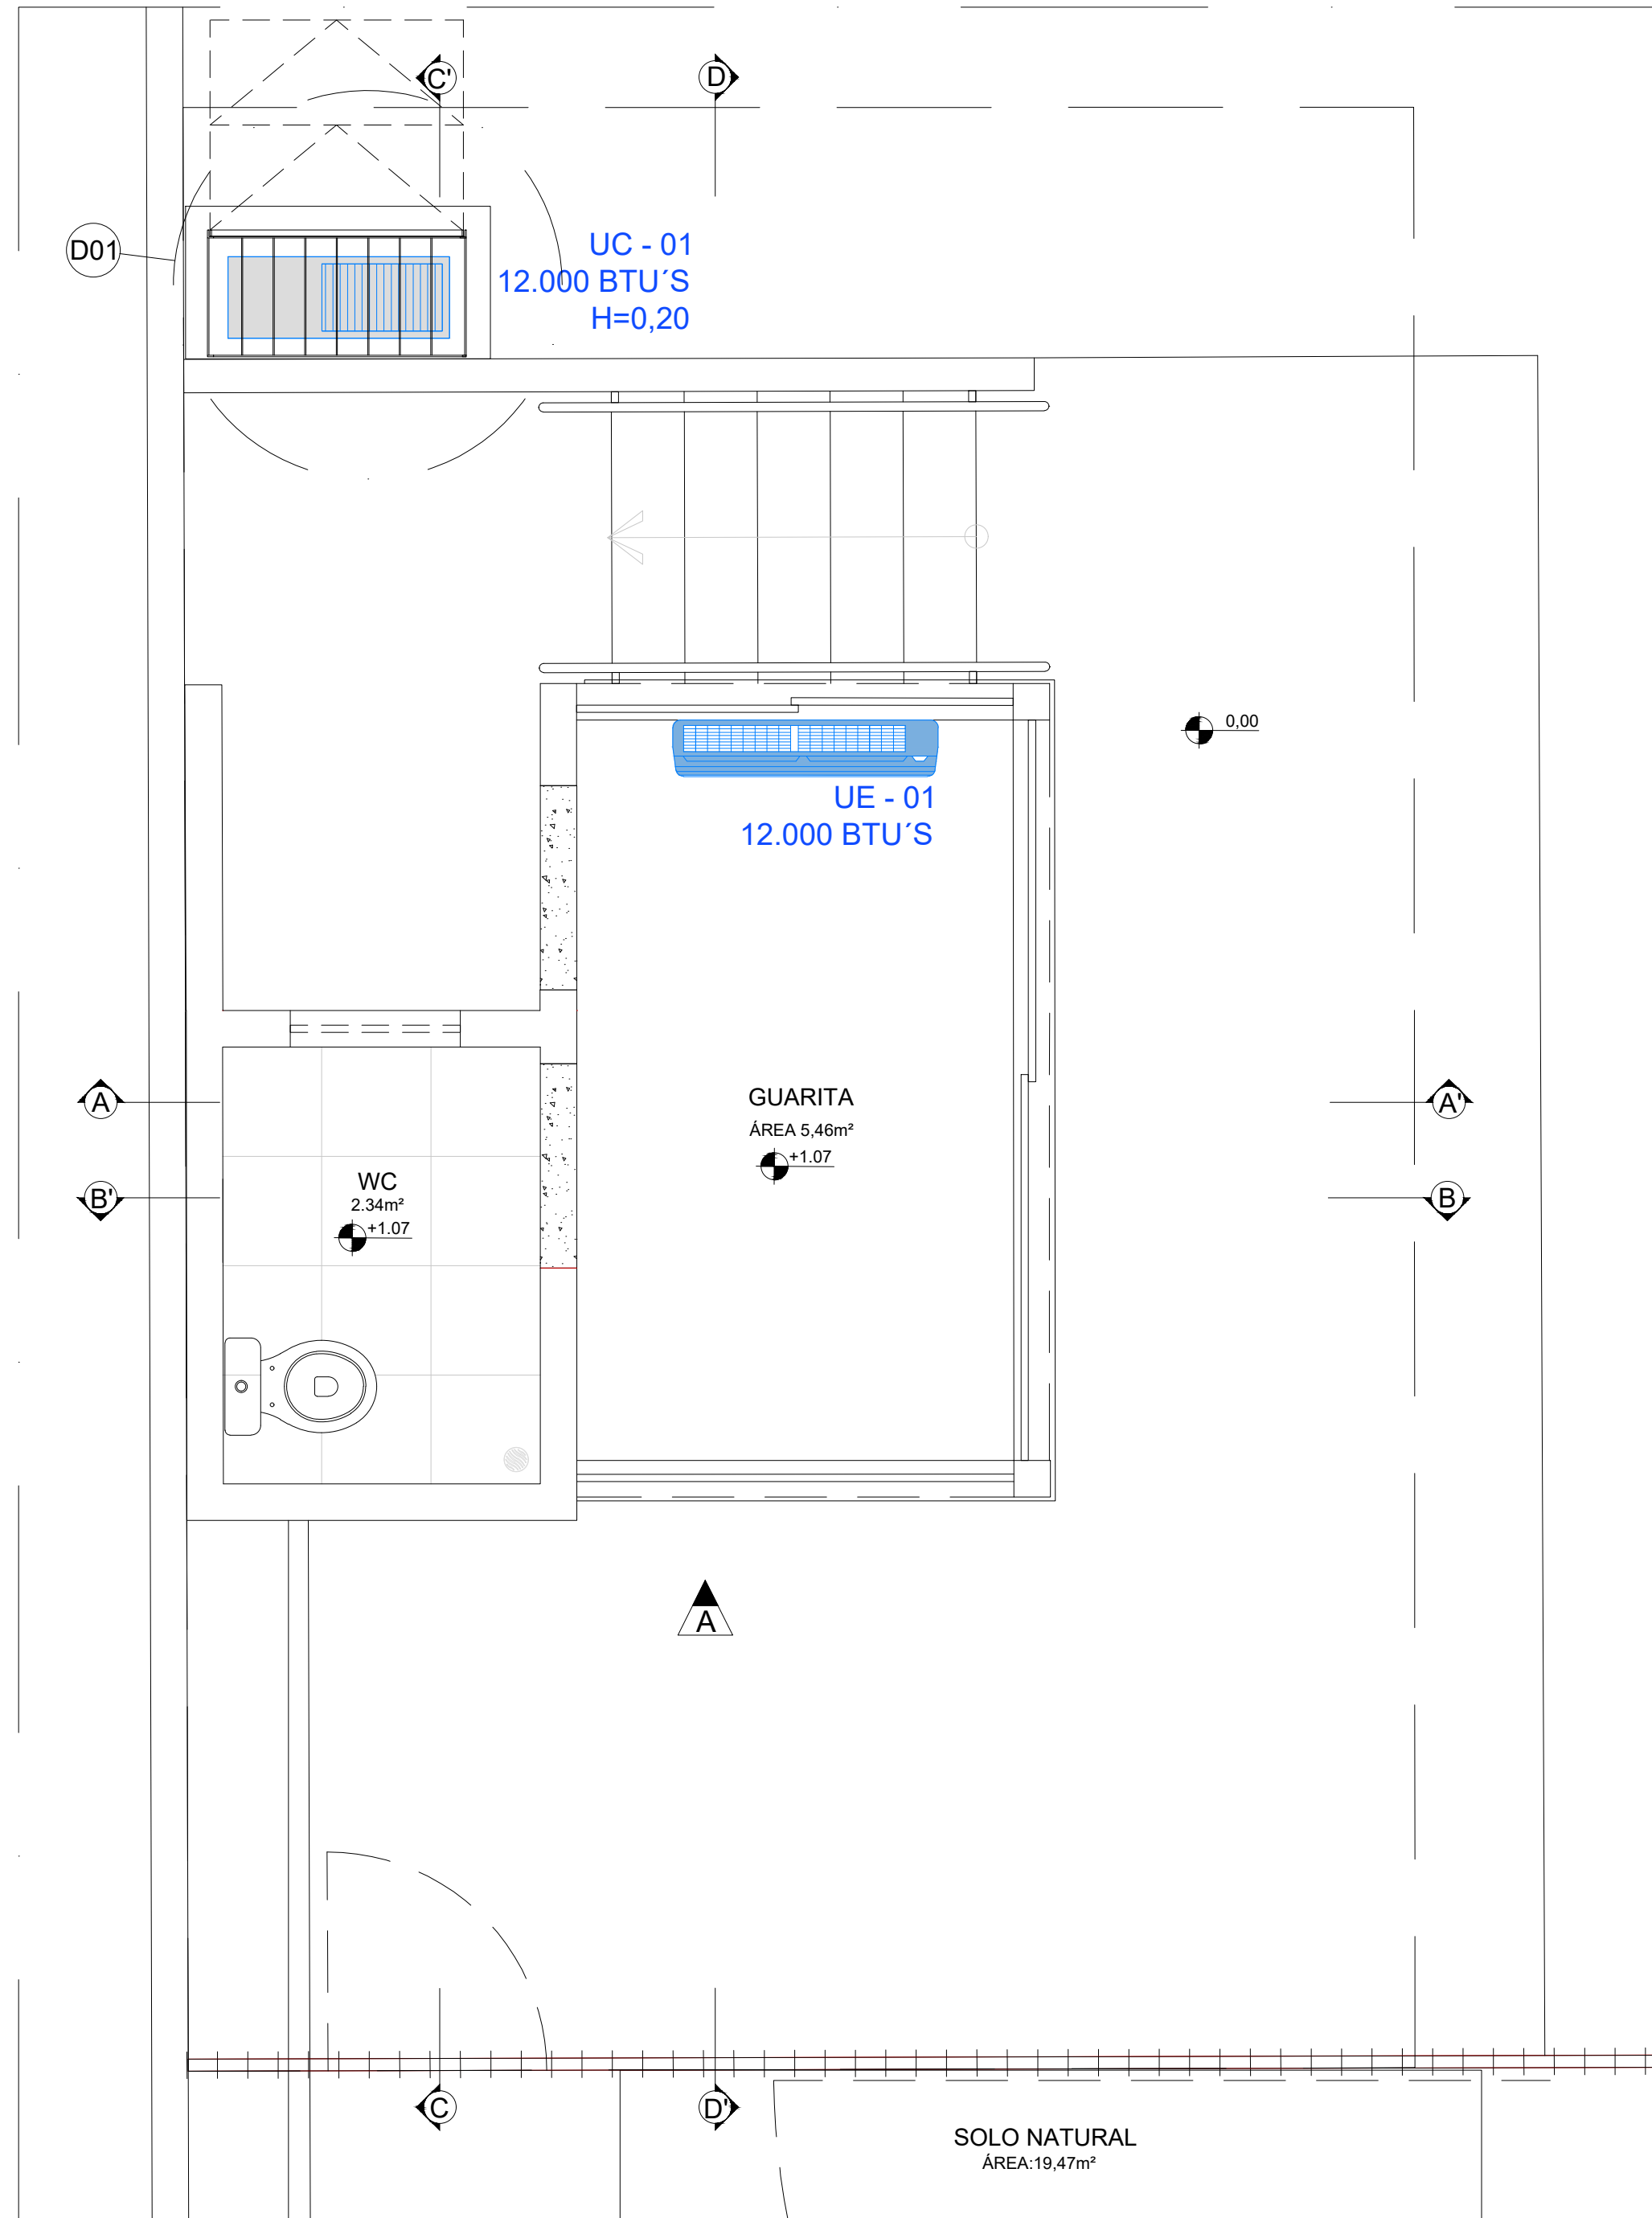 C'
D
D01
UC - 01
12.000 BTU´S
H=0,20
0,00
UE - 01
12.000 BTU´S
GUARITA
ÁREA 5,46m²
+1.07
A
A'
WC
2.34m²
+1.07
B'
B
A
C
D'
SOLO NATURAL
ÁREA:19,47m²